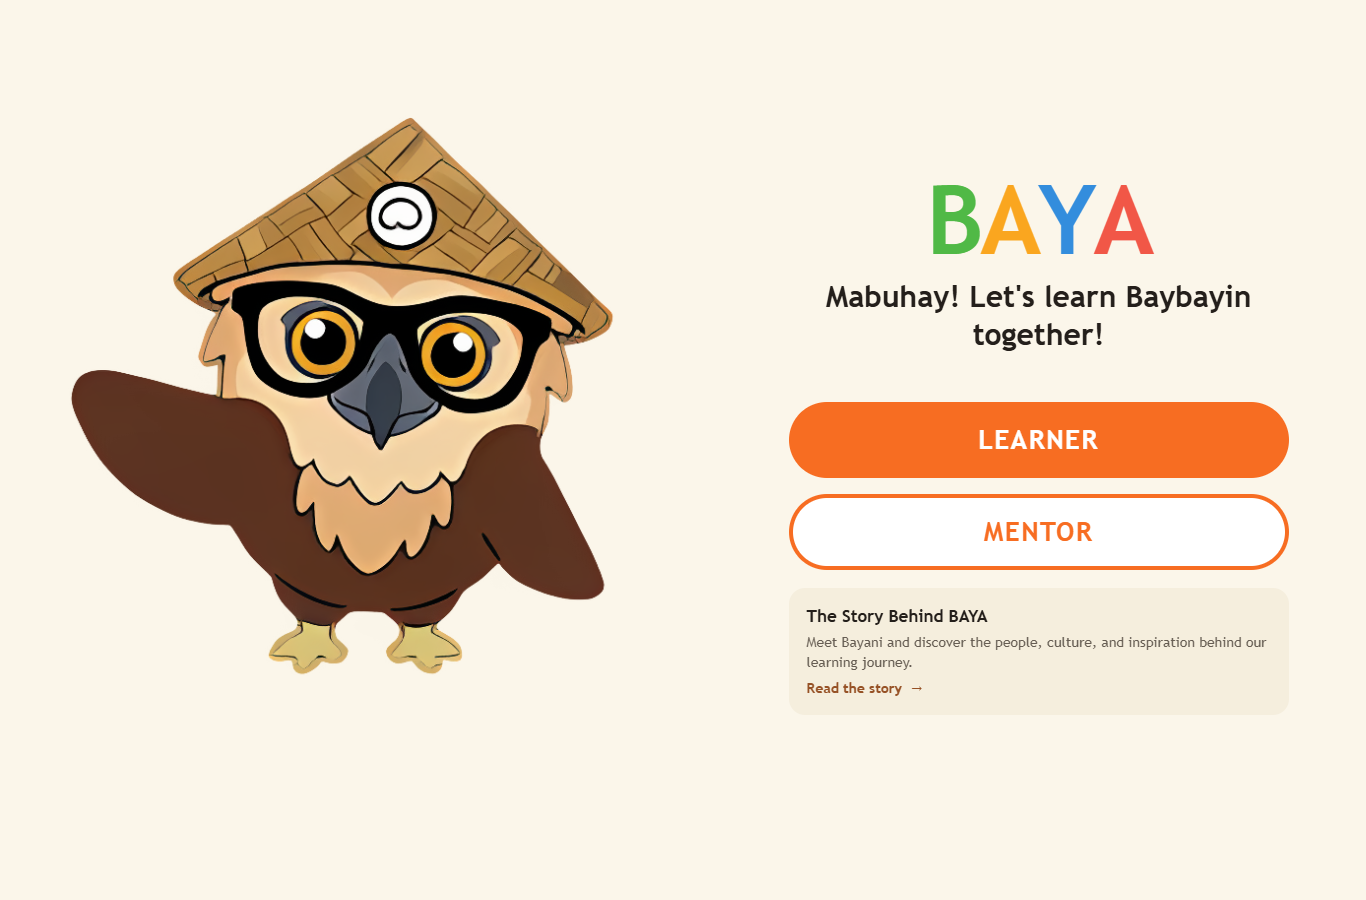 ᜊ
BAYA
Mabuhay! Let's learn Baybayin
together!
LEARNER
MENTOR
The Story Behind BAYA
Meet Bayani and discover the people, culture, and inspiration behind our
learning journey.
Read the story →